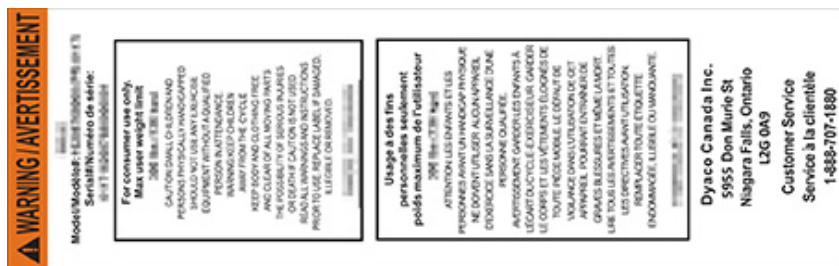 WARNING / AVERTISSEMENT
Model/Modèle#:
Serial#/Numéro de série:
For consumer use only.
Max user weight limit
CAUTION DANGER CHILDREN AND
PERSONS PHYSICALLY HANDICAPPED
SHOULD NOT USE ANY EXERCISE
EQUIPMENT WITHOUT A QUALIFIED
PERSON IN ATTENDANCE.
WARNING KEEP CHILDREN
AWAY FROM THE CYCLE
KEEP BODY AND CLOTHING FREE
AND CLEAR OF ALL MOVING PARTS
THE POSSIBILITY OF SERIOUS INJURIES
OR DEATH IF CAUTION IS NOT USED
READ ALL WARNINGS AND INSTRUCTIONS
PRIOR TO USE. REPLACE LABEL IF DAMAGED,
ILLEGIBLE OR REMOVED.
Usage à des fins
personnelles seulement
poids maximum de l'utilisateur
ATTENTION LES ENFANTS ET LES
PERSONNES AYANT UN HANDICAP PHYSIQUE
NE DOIVENT UTILISER AUCUN APPAREIL
D'EXERCICE SANS LA SURVEILLANCE D'UNE
PERSONNE QUALIFIÉE.
AVERTISSEMENT GARDER LES ENFANTS À
L'ÉCART DU CYCLE-EXERCISEUR. GARDER
LE CORPS ET LES VÊTEMENTS ÉLOIGNÉS DE
TOUTE PIÈCE MOBILE. LE DÉFAUT DE
VIGILANCE DANS L'UTILISATION DE CET
APPAREIL POURRAIT ENTRAÎNER DE
GRAVES BLESSURES ET MÊME LA MORT.
LIRE TOUS LES AVERTISSEMENTS ET TOUTES
LES DIRECTIVES AVANT UTILISATION.
REMPLACER TOUTE ÉTIQUETTE
ENDOMMAGÉE, ILLISIBLE OU MANQUANTE.
Dyaco Canada Inc.
5955 Don Murie St
Niagara Falls, Ontario
L2G 0A9
Customer Service
Service à la clientèle
1-888-707-1880